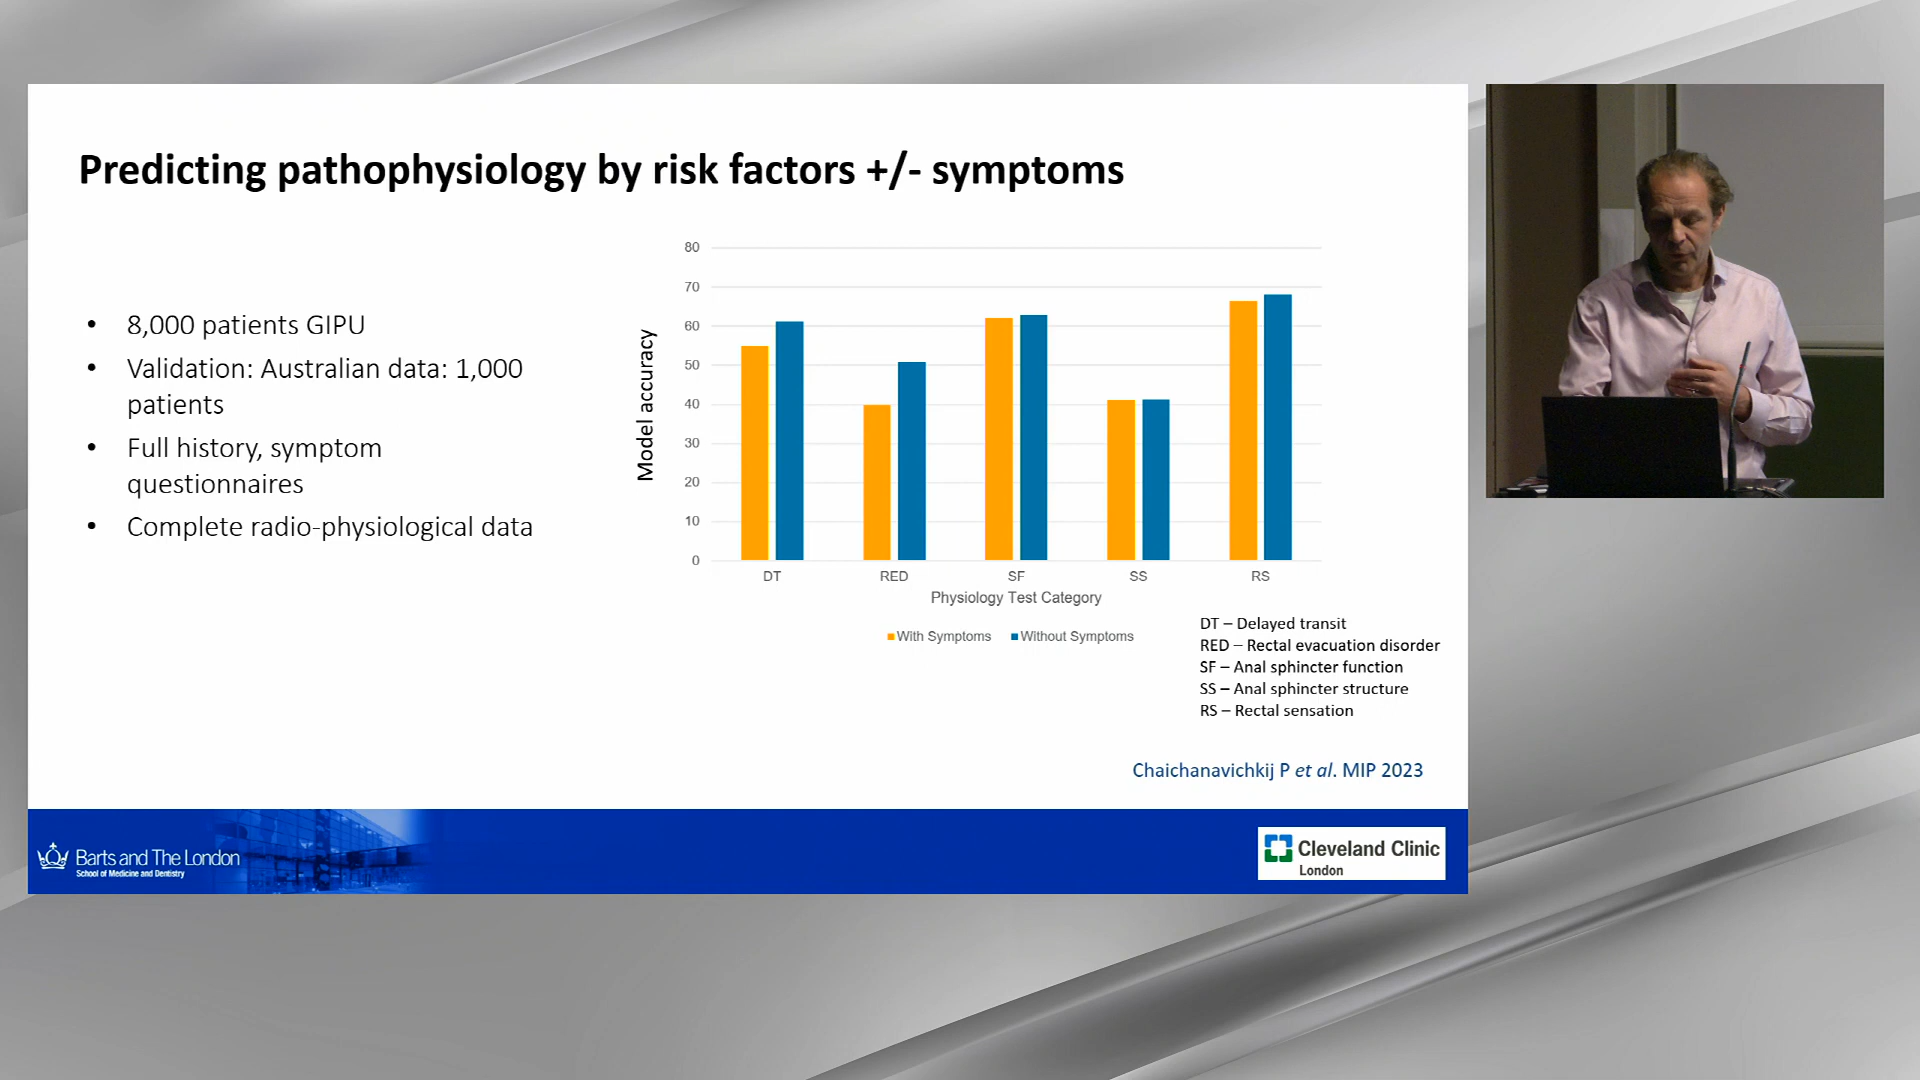 Predicting pathophysiology by risk factors +/- symptoms
• 8,000 patients GIPU
• Validation: Australian data: 1,000
patients
• Full history, symptom
questionnaires
• Complete radio-physiological data
Model accuracy
80
70
60
50
40
30
20
10
0
DT RED SF SS RS
Physiology Test Category
With Symptoms Without Symptoms
DT – Delayed transit
RED – Rectal evacuation disorder
SF – Anal sphincter function
SS – Anal sphincter structure
RS – Rectal sensation
Chaichanavichkij P et al. MIP 2023
Barts and The London
School of Medicine and Dentistry
Cleveland Clinic
London